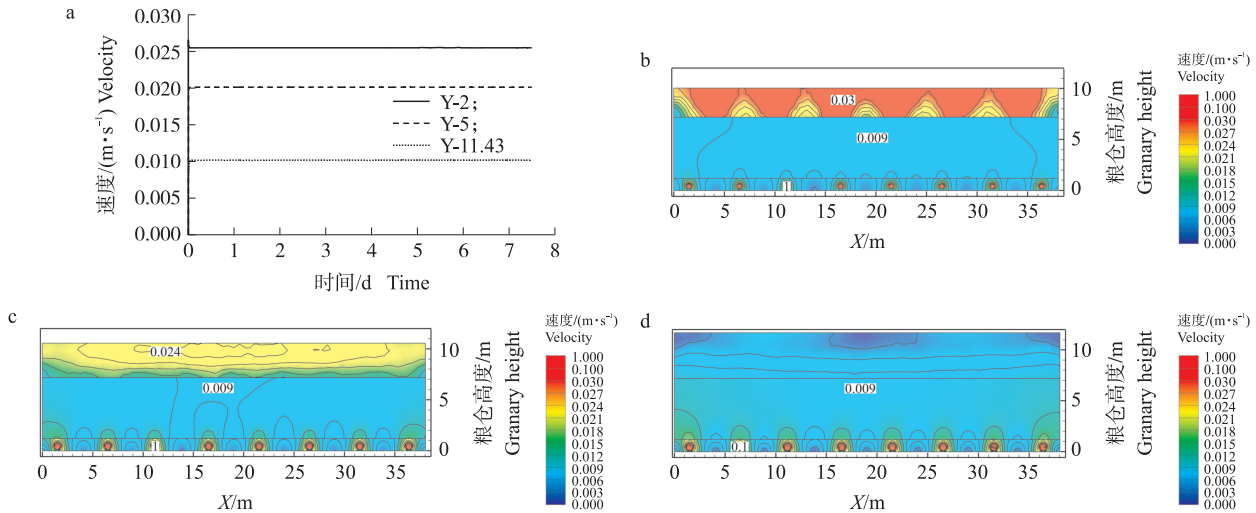 a
0.030
0.025
0.020
0.015
0.010
0.005
0.000
速度/(m·s⁻¹) Velocity
Y-2;
Y-5;
Y-11.43
0 1 2 3 4 5 6 7 8
时间/d Time
b
0.03
0.009
1
10
5
0
粮仓高度/m
Granary height
0 5 10 15 20 25 30 35
X/m
速度/(m·s⁻¹)
Velocity
1.000
0.100
0.030
0.024
0.021
0.018
0.015
0.012
0.009
0.006
0.003
0.000
c
0.024
0.009
1
10
5
0
粮仓高度/m
Granary height
0 5 10 15 20 25 30 35
X/m
速度/(m·s⁻¹)
Velocity
1.000
0.100
0.030
0.024
0.021
0.018
0.015
0.012
0.009
0.006
0.003
0.000
d
0.009
0.1
10
5
0
粮仓高度/m
Granary height
0 5 10 15 20 25 30 35
X/m
速度/(m·s⁻¹)
Velocity
1.000
0.100
0.030
0.024
0.021
0.018
0.015
0.012
0.009
0.006
0.003
0.000